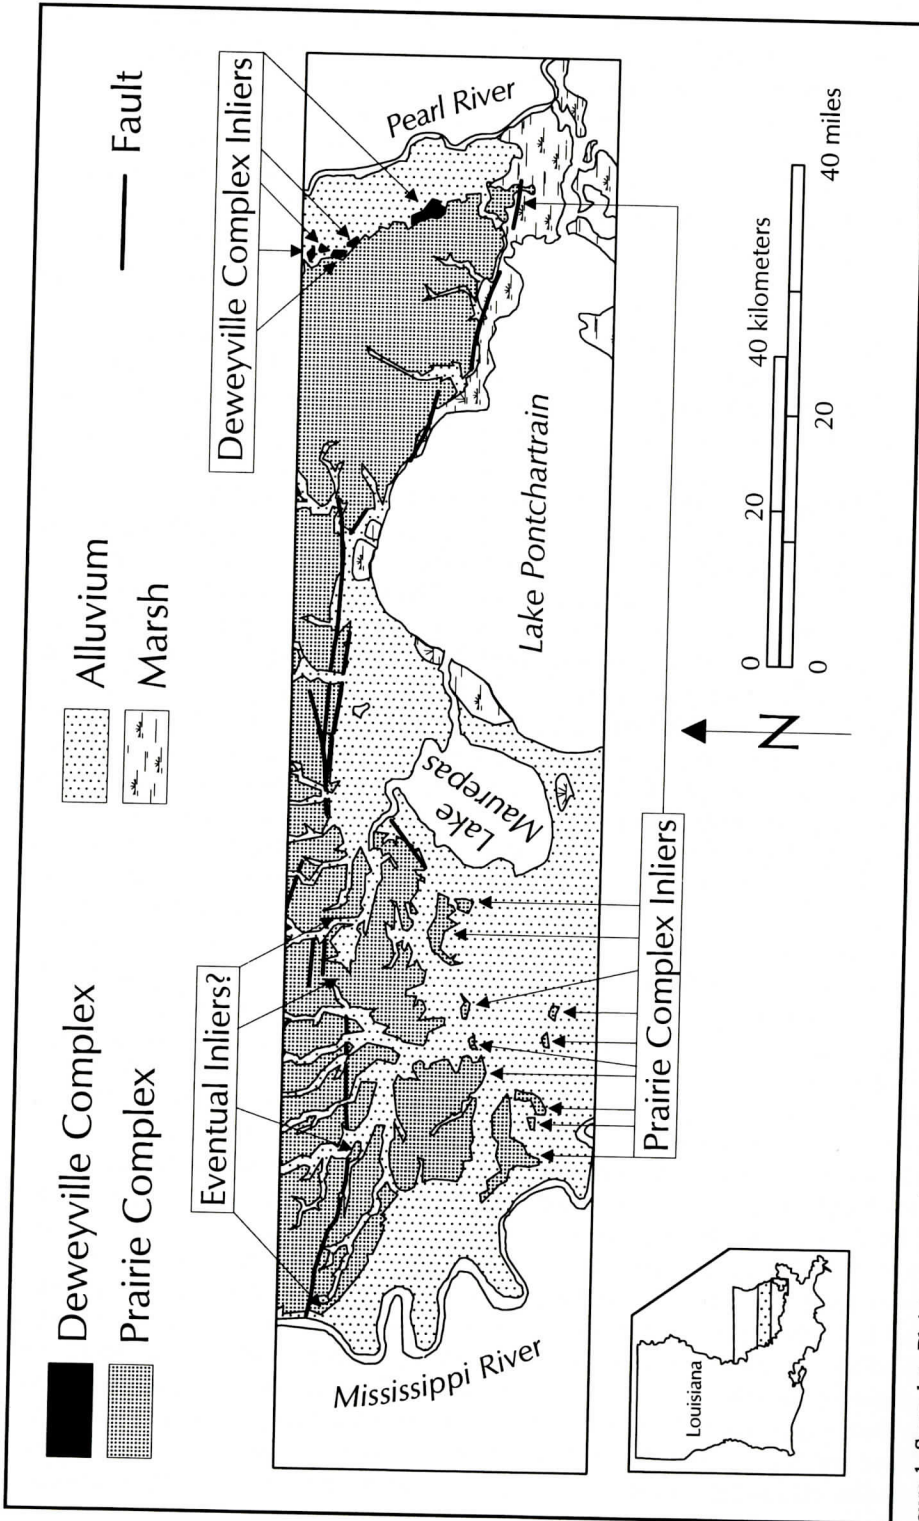 Deweyville Complex
Prairie Complex
Alluvium
Marsh
Fault
Eventual Inliers?
Deweyville Complex Inliers
Mississippi River
Lake
Maurepas
Lake Pontchartrain
Pearl River
Prairie Complex Inliers
Louisiana
N
0
20
40 kilometers
0
20
40 miles